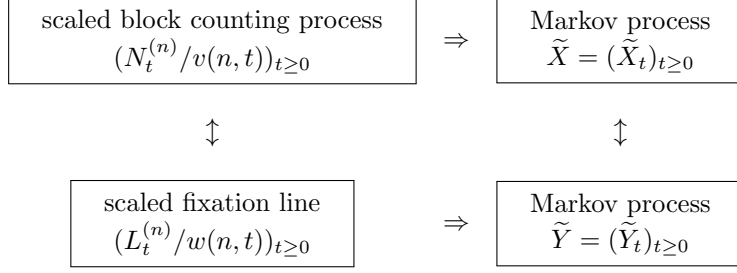 scaled block counting process ⇒ Markov process
(N_t^{(n)}/v(n, t))_{t≥0} X̃ = (X̃_t)_{t≥0}
↕ ↕
scaled fixation line ⇒ Markov process
(L_t^{(n)}/w(n, t))_{t≥0} Ỹ = (Ỹ_t)_{t≥0}